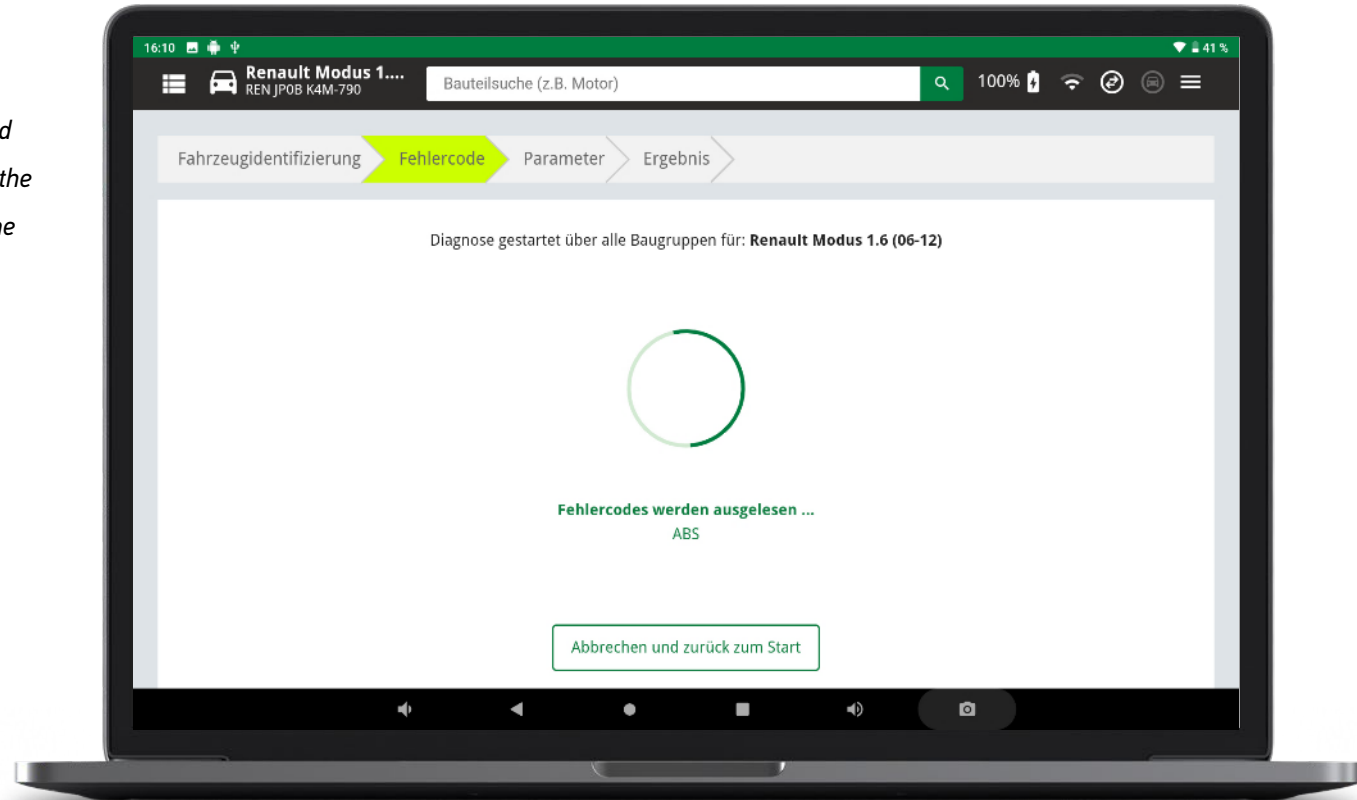 d
the
ne
16:10
41 %
Renault Modus 1....
REN JP0B K4M-790
Bauteilsuche (z.B. Motor)
100%
Fahrzeugidentifizierung
Fehlercode
Parameter
Ergebnis
Diagnose gestartet über alle Baugruppen für: Renault Modus 1.6 (06-12)
Fehlercodes werden ausgelesen ...
ABS
Abbrechen und zurück zum Start